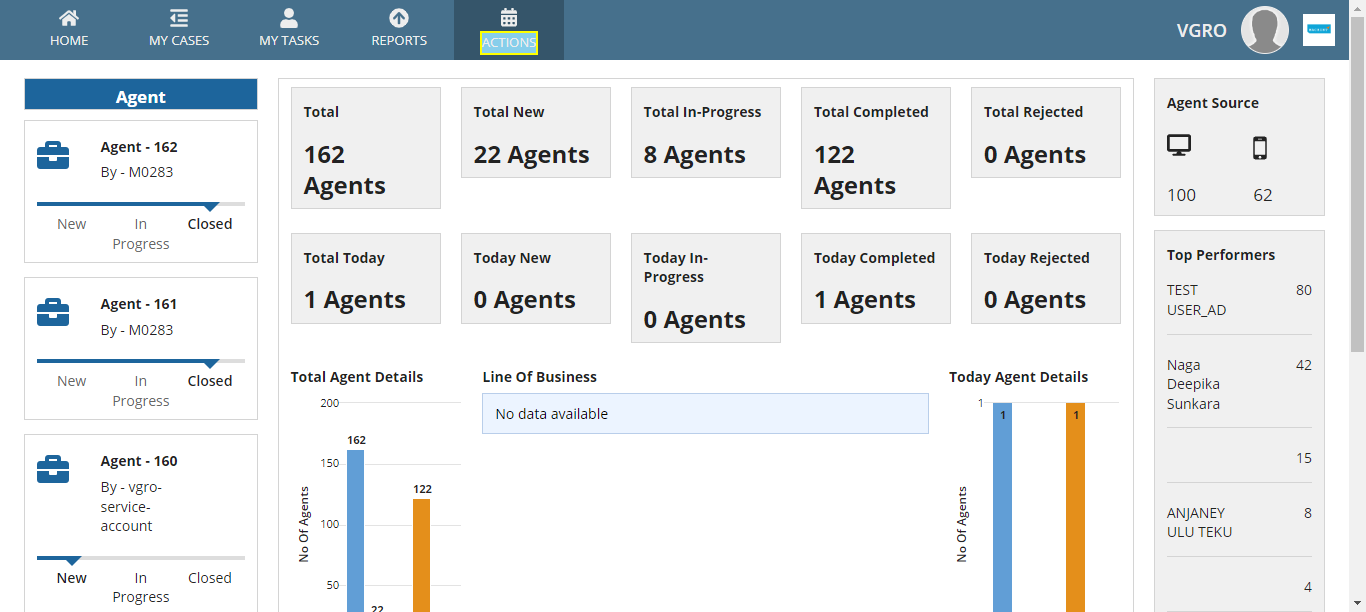 HOME
MY CASES
MY TASKS
REPORTS
ACTIONS
VGRO
Agent
Agent - 162
By - M0283
New
In
Progress
Closed
Agent - 161
By - M0283
New
In
Progress
Closed
Agent - 160
By - vgro-
service-
account
New
In
Progress
Closed
Total
162
Agents
Total New
22 Agents
Total In-Progress
8 Agents
Total Completed
122
Agents
Total Rejected
0 Agents
Total Today
1 Agents
Today New
0 Agents
Today In-
Progress
0 Agents
Today Completed
1 Agents
Today Rejected
0 Agents
Total Agent Details
200
162
150
122
100
50
22
No Of Agents
Line Of Business
No data available
Today Agent Details
1
1
1
No Of Agents
Agent Source
100
62
Top Performers
TEST
USER_AD
80
Naga
Deepika
Sunkara
42
15
ANJANEY
ULU TEKU
8
4